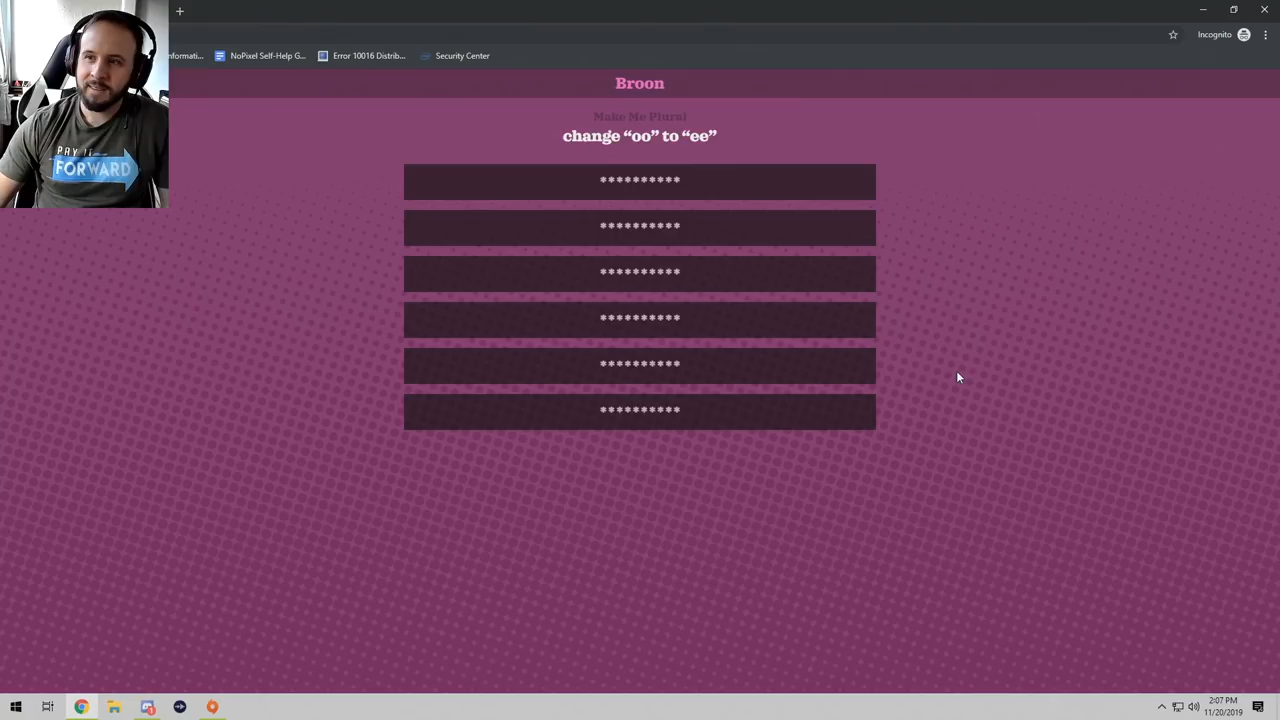 Incognito
nformati...
NoPixel Self-Help G...
Error 10016 Distrib...
Security Center
Broon
Make Me Plural
change “oo” to “ee”
**********
**********
**********
**********
**********
**********
PAY IT
FORWARD
2:07 PM
11/20/2019